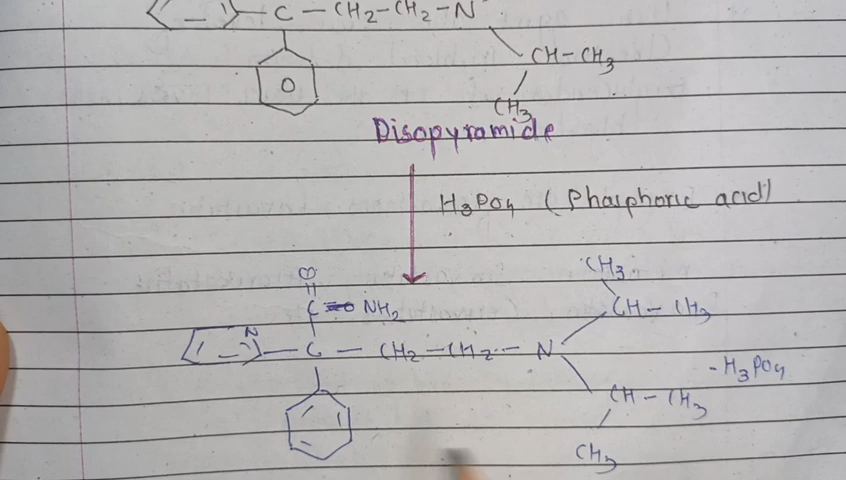 C - CH2-CH2-N
CH-CH3
CH3
Disopyramide
H3PO4 (Phosphoric acid)
O
CH3
C NH2
CH - CH3
N
C - CH2 - CH2 - N
- H3PO4
CH - CH3
CH3